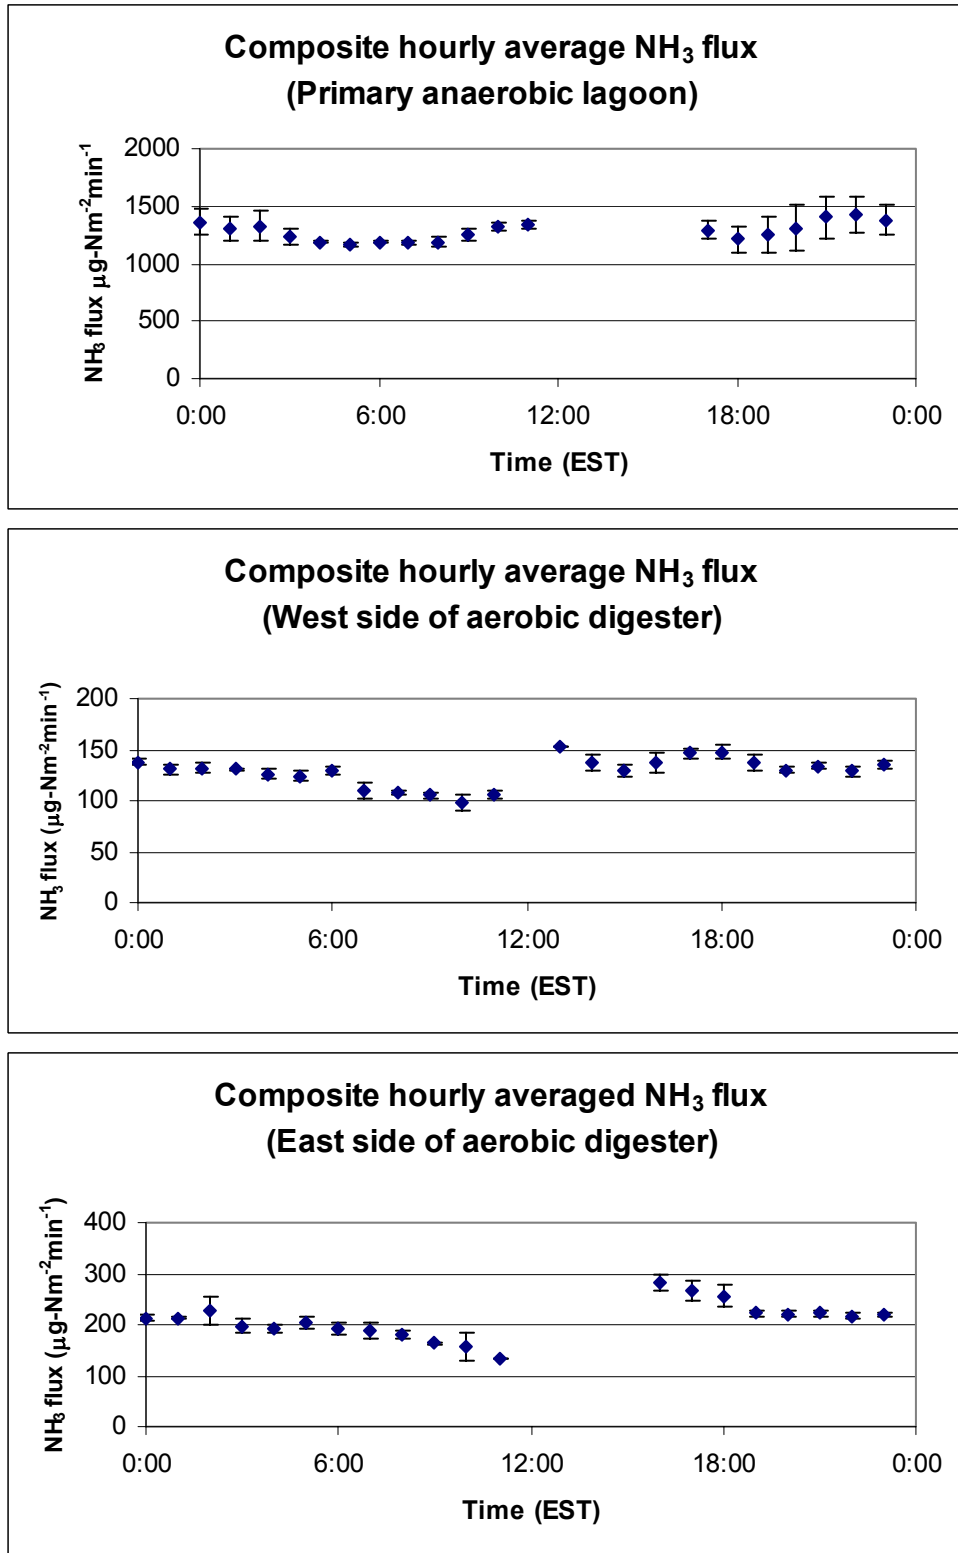 Composite hourly average NH₃ flux
(Primary anaerobic lagoon)
NH₃ flux µg-Nm⁻²min⁻¹
2000
1500
1000
500
0
0:00 6:00 12:00 18:00 0:00
Time (EST)
Composite hourly average NH₃ flux
(West side of aerobic digester)
NH₃ flux (µg-Nm⁻²min⁻¹)
200
150
100
50
0
0:00 6:00 12:00 18:00 0:00
Time (EST)
Composite hourly averaged NH₃ flux
(East side of aerobic digester)
NH₃ flux (µg-Nm⁻²min⁻¹)
400
300
200
100
0
0:00 6:00 12:00 18:00 0:00
Time (EST)